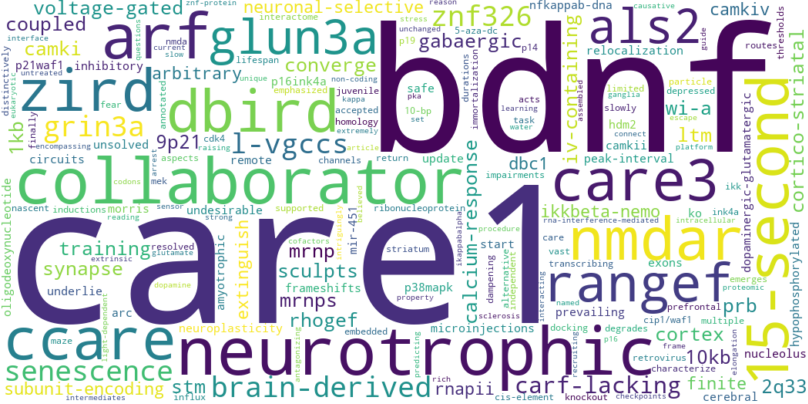 voltage-gated
neuronal-selective
interactome
nfkappab-dna
causative
znf-protein
camkiv
reason
als2
thresholds
routes
questions
interface
coupled
arf
glun3a
znf326
gabaergic
relocalization
guide
camki
nmda
current
slow
stress
unchanged
p19
5-aza-dc
p14
p21waf1
inhibitory
lifespan
unique
converge
bdnf
cortico-striatal
distinctively
eukaryotic
untreated
zird
arbitrary
p16ink4a
non-coding
kappa
pka
safe
durations
immortalization
iv-containing
assembled
particle
limited
ganglia
depressed
annotated
fear
dbird
emphasized
juvenile
accepted
10-bp
set
acts
learning
task
water
slowly
wi-a
escape
1kb
grin3a
9p21
finally
encompassing
cdk4
raising
homology
extremely
hdm2
connect
ltm
platform
dopaminergic-glutamatergic
15-second
unsolved
l-vgccs
particle
circuits
aspects
remote
channels
return
update
dbc1
camkii
peak-interval
arrest
impairments
collaborator
care3
ikk
oligodeoxynucleotide
codons
mek
ribonucleoprotein
ko
ink4a
nascent
inductions
morris
sensor
supported
mir-451
calcium-response
ikkbeta-nemo
reading
undesirable
strong
rna-interference-mediated
intracellular
care1
training
resolved
glutamate
extrinsic
amyotrophic
extinguish
mrnp
cofactors
striatum
ikappabalpha
start
procedure
care
vast
nmdar
synapse
sculpts
mrnps
frameshifts
p38mapk
property
alternative
independent
transcribing
exons
emerges
proteomic
underlie
dopamine
rangef
dampening
sclerosis
interacting
named
prefrontal
prb
hypophosphorylated
arc
neuroplasticity
rhogef
prevailing
cip1/waf1
multiple
ccare
light-dependent
embedded
predicting
microinjections
docking
degrades
p16
cortex
nucleolus
maze
neurotrophic
antagonizing
recruiting
frame
retrovirus
10kb
characterize
senescence
rich
elongation
subunit-encoding
stm
brain-derived
rnapii
carf-lacking
finite
2q33
intermediates
influx
cis-element
knockout
checkpoints
cerebral